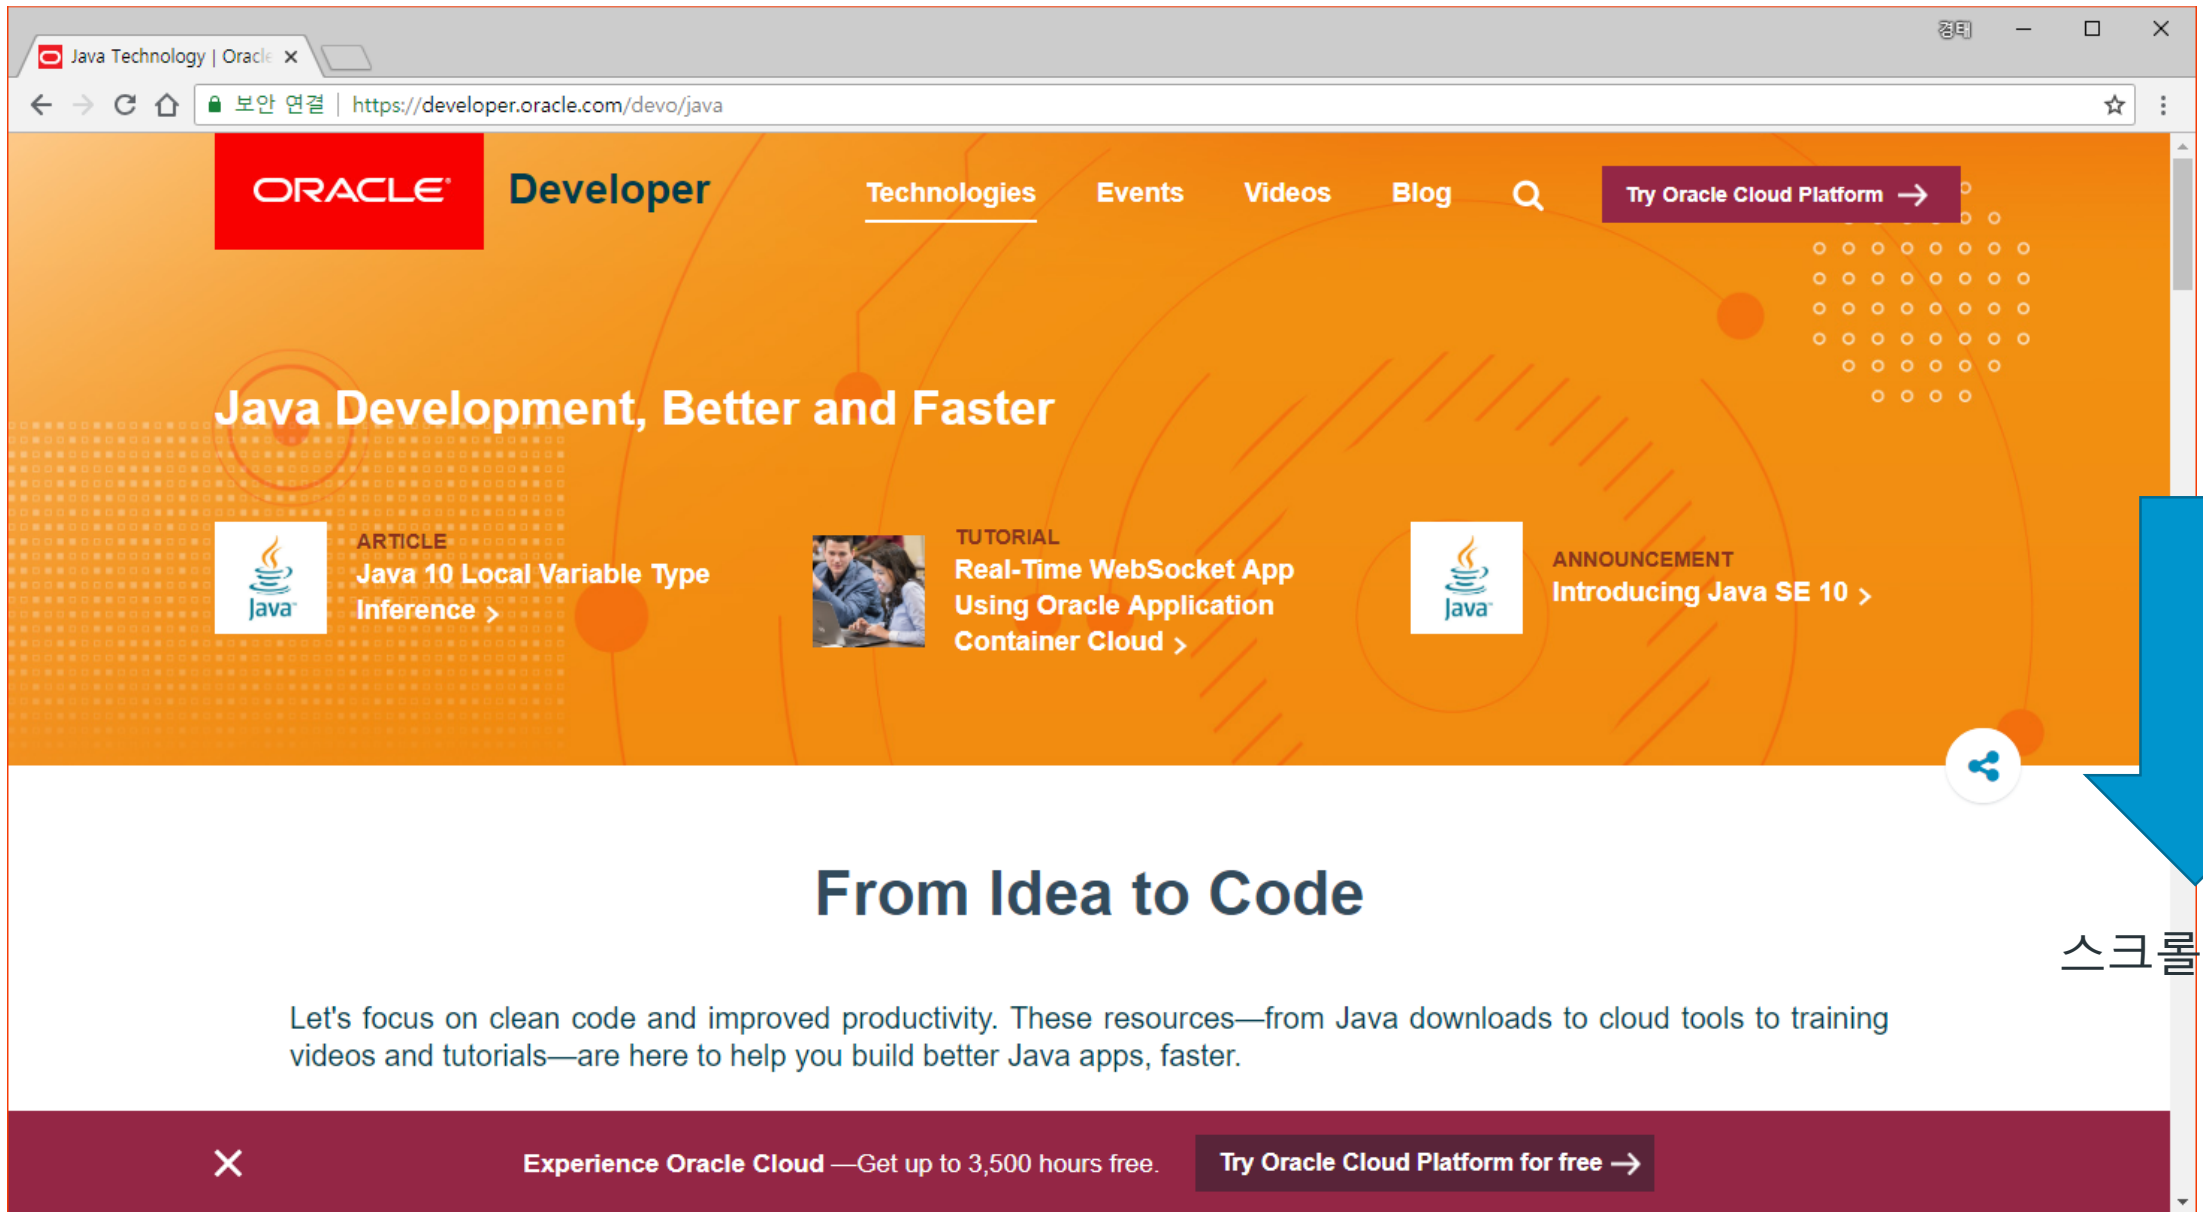 경태
Java Technology | Oracle
보안 연결 | https://developer.oracle.com/devo/java
ORACLE Developer
Technologies Events Videos Blog Try Oracle Cloud Platform
Java Development, Better and Faster
Java
ARTICLE
Java 10 Local Variable Type
Inference
TUTORIAL
Real-Time WebSocket App
Using Oracle Application
Container Cloud
Java
ANNOUNCEMENT
Introducing Java SE 10
From Idea to Code
스크롤
Let's focus on clean code and improved productivity. These resources—from Java downloads to cloud tools to training
videos and tutorials—are here to help you build better Java apps, faster.
Experience Oracle Cloud —Get up to 3,500 hours free. Try Oracle Cloud Platform for free